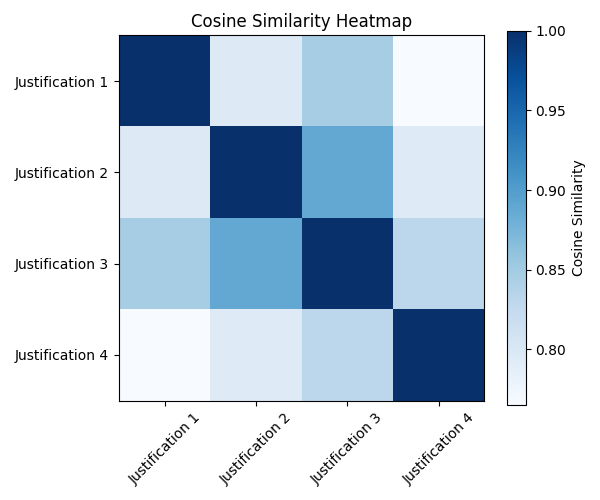 Cosine Similarity Heatmap
Justification 1
Justification 2
Justification 3
Justification 4
Justification 1
Justification 2
Justification 3
Justification 4
1.00
0.95
0.90
0.85
0.80
Cosine Similarity